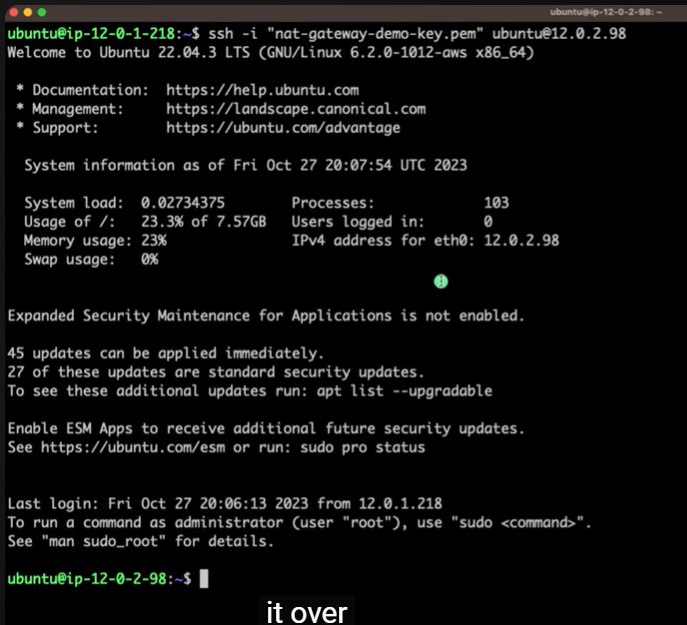 ubuntu@ip-12-0-2-98: ~
ubuntu@ip-12-0-1-218:~$ ssh -i "nat-gateway-demo-key.pem" ubuntu@12.0.2.98
Welcome to Ubuntu 22.04.3 LTS (GNU/Linux 6.2.0-1012-aws x86_64)
* Documentation: https://help.ubuntu.com
* Management: https://landscape.canonical.com
* Support: https://ubuntu.com/advantage
System information as of Fri Oct 27 20:07:54 UTC 2023
System load: 0.02734375 Processes: 103
Usage of /: 23.3% of 7.57GB Users logged in: 0
Memory usage: 23% IPv4 address for eth0: 12.0.2.98
Swap usage: 0%
Expanded Security Maintenance for Applications is not enabled.
45 updates can be applied immediately.
27 of these updates are standard security updates.
To see these additional updates run: apt list --upgradable
Enable ESM Apps to receive additional future security updates.
See https://ubuntu.com/esm or run: sudo pro status
Last login: Fri Oct 27 20:06:13 2023 from 12.0.1.218
To run a command as administrator (user "root"), use "sudo <command>".
See "man sudo_root" for details.
ubuntu@ip-12-0-2-98:~$
it over